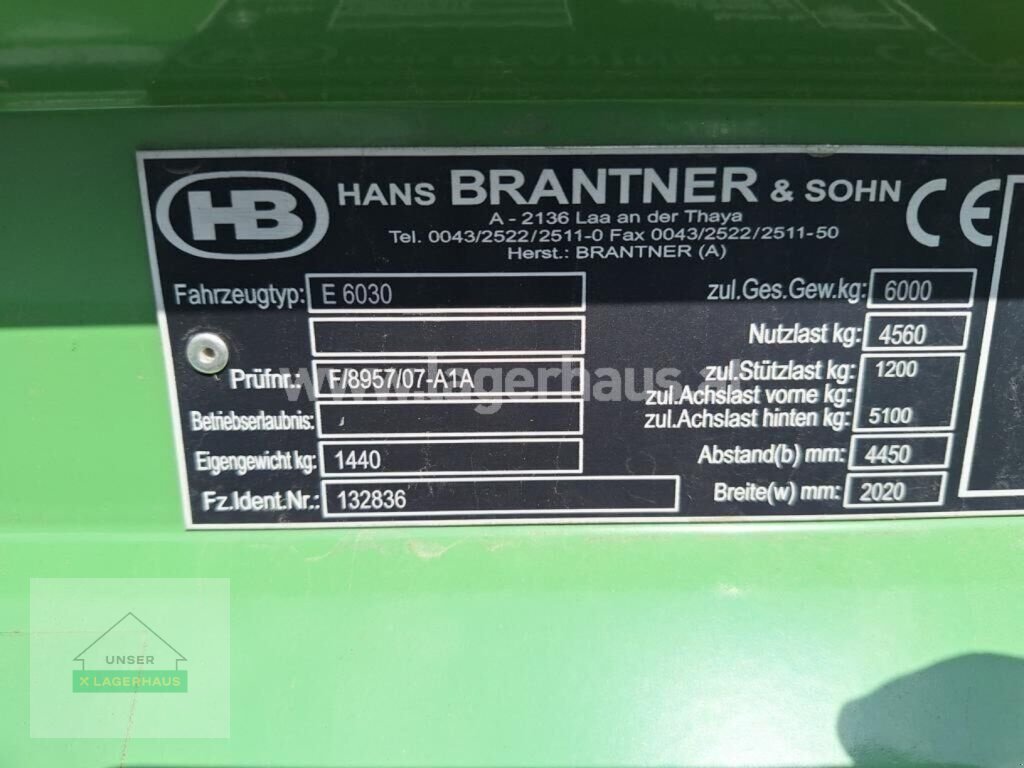 HB HANS BRANTNER & SOHN CE
A - 2136 Laa an der Thaya
Tel. 0043/2522/2511-0 Fax 0043/2522/2511-50
Herst.: BRANTNER (A)
Fahrzeugtyp: E 6030
Prüfnr.: F/8957/07-A1A
Betriebserlaubnis:
Eigengewicht kg: 1440
Fz.Ident.Nr.: 132836
zul.Ges.Gew.kg: 6000
Nutzlast kg: 4560
zul.Stützlast kg: 1200
zul.Achslast vorne kg:
zul.Achslast hinten kg: 5100
Abstand(b) mm: 4450
Breite(w) mm: 2020
www.lagerhaus.at
UNSER
X LAGERHAUS